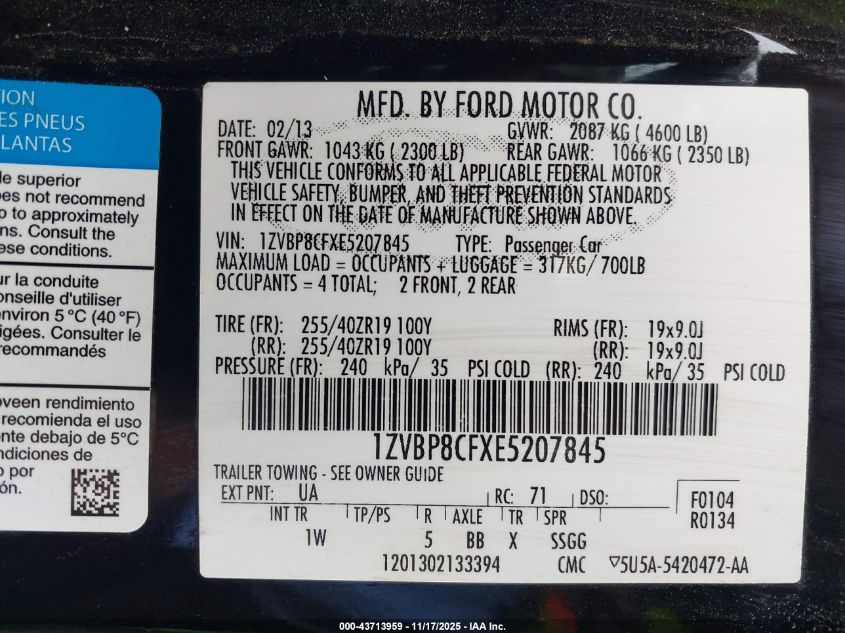 TION
ES PNEUS
LANTAS
de superior
oes not recommend
p to approximately
ns. Consult the
ese conditions.
ur la conduite
onseille d'utiliser
environ 5 °C (40 °F)
igées. Consulter le
recommandés
oveen rendimiento
recomienda el uso
ente debajo de 5°C
ndiciones de
o por
ón.
MFD. BY FORD MOTOR CO.
DATE: 02/13 GVWR: 2087 KG ( 4600 LB)
FRONT GAWR: 1043 KG ( 2300 LB) REAR GAWR: 1066 KG ( 2350 LB)
THIS VEHICLE CONFORMS TO ALL APPLICABLE FEDERAL MOTOR
VEHICLE SAFETY, BUMPER, AND THEFT PREVENTION STANDARDS
IN EFFECT ON THE DATE OF MANUFACTURE SHOWN ABOVE.
VIN: 1ZVBP8CFXE5207845 TYPE: Passenger Car
MAXIMUM LOAD = OCCUPANTS + LUGGAGE = 317KG/ 700LB
OCCUPANTS = 4 TOTAL; 2 FRONT, 2 REAR
TIRE (FR): 255/40ZR19 100Y RIMS (FR): 19x9.0J
(RR): 255/40ZR19 100Y (RR): 19x9.0J
PRESSURE (FR): 240 kPa/ 35 PSI COLD (RR): 240 kPa/ 35 PSI COLD
1ZVBP8CFXE5207845
TRAILER TOWING - SEE OWNER GUIDE
EXT PNT: UA RC: 71 DSO: F0104
R0134
INT TR TP/PS R AXLE TR SPR
1W 5 BB X SSGG
1201302133394 CMC ▽5U5A-5420472-AA
000-43713959 - 11/17/2025 - IAA Inc.